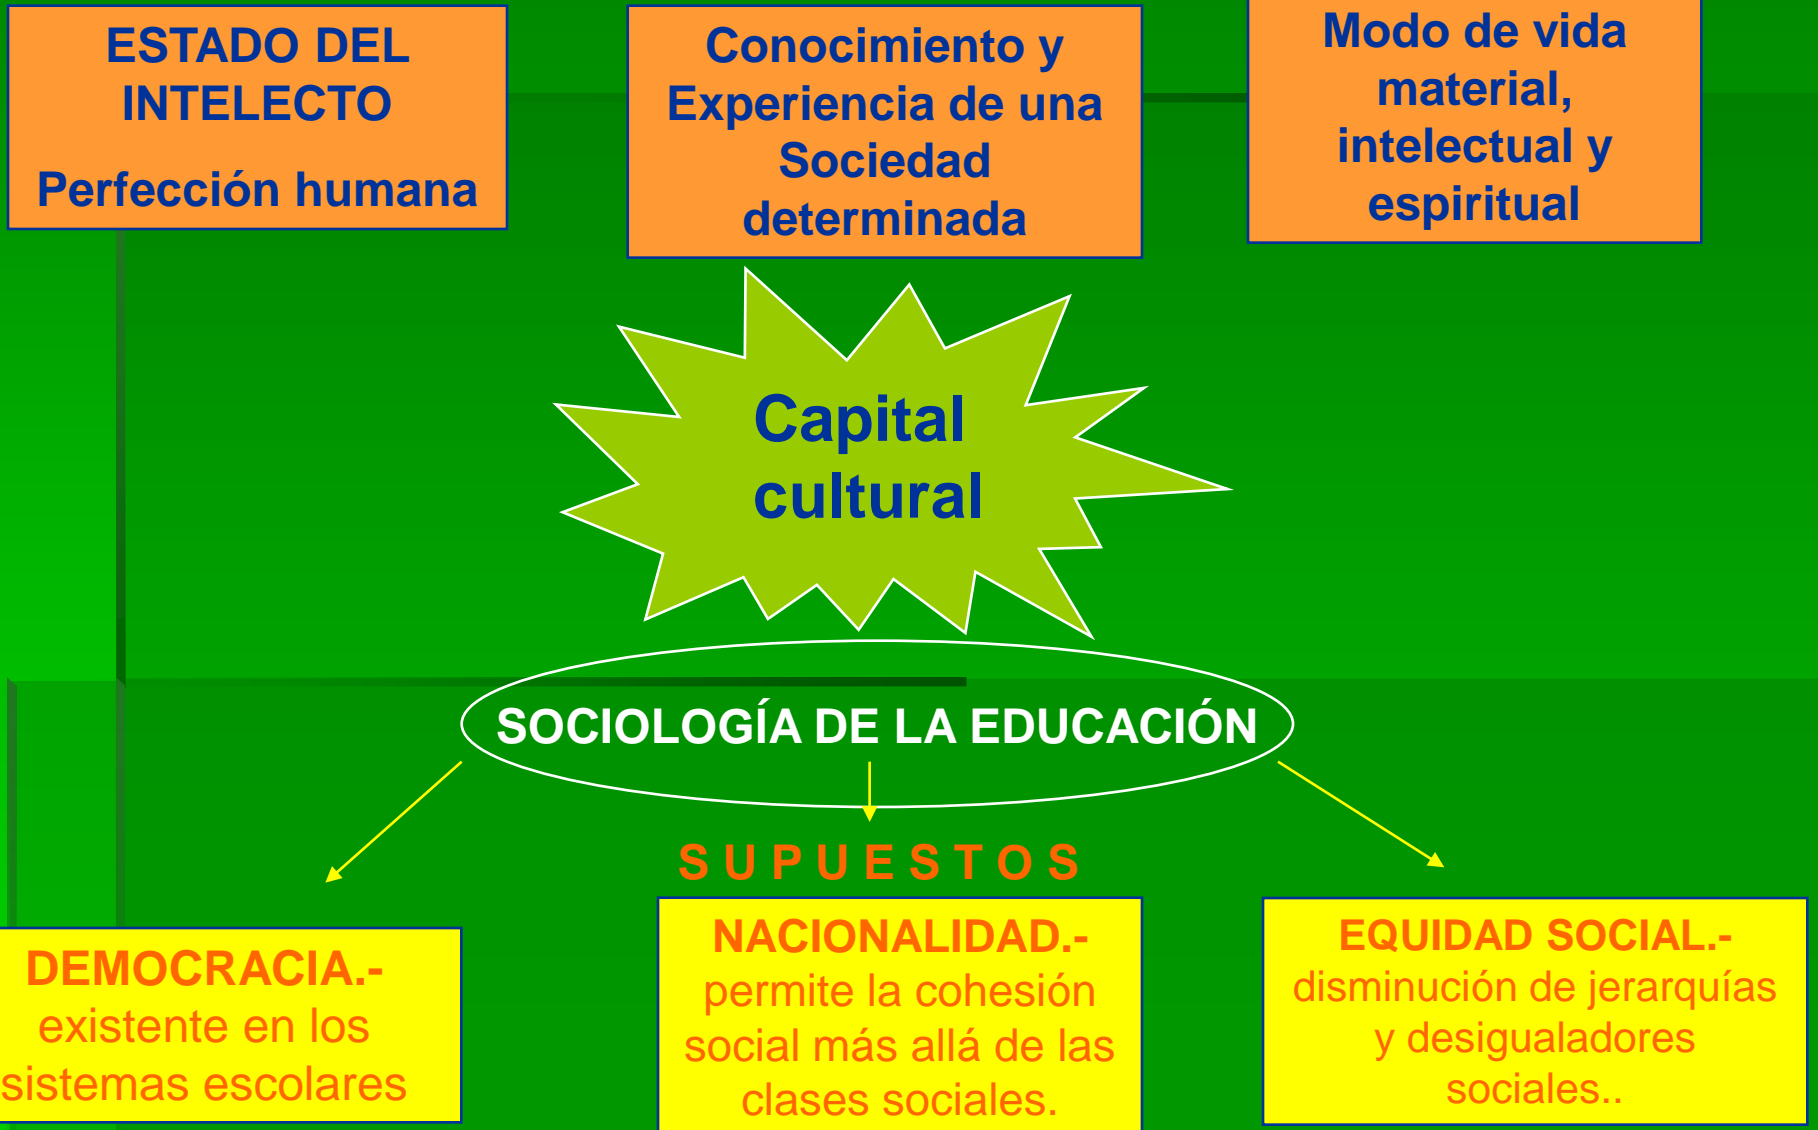 ESTADO DEL
INTELECTO
Perfección humana
Conocimiento y
Experiencia de una
Sociedad
determinada
Modo de vida
material,
intelectual y
espiritual
Capital
cultural
SOCIOLOGÍA DE LA EDUCACIÓN
S U P U E S T O S
DEMOCRACIA.-
existente en los
sistemas escolares
NACIONALIDAD.-
permite la cohesión
social más allá de las
clases sociales.
EQUIDAD SOCIAL.-
disminución de jerarquías
y desigualadores
sociales..